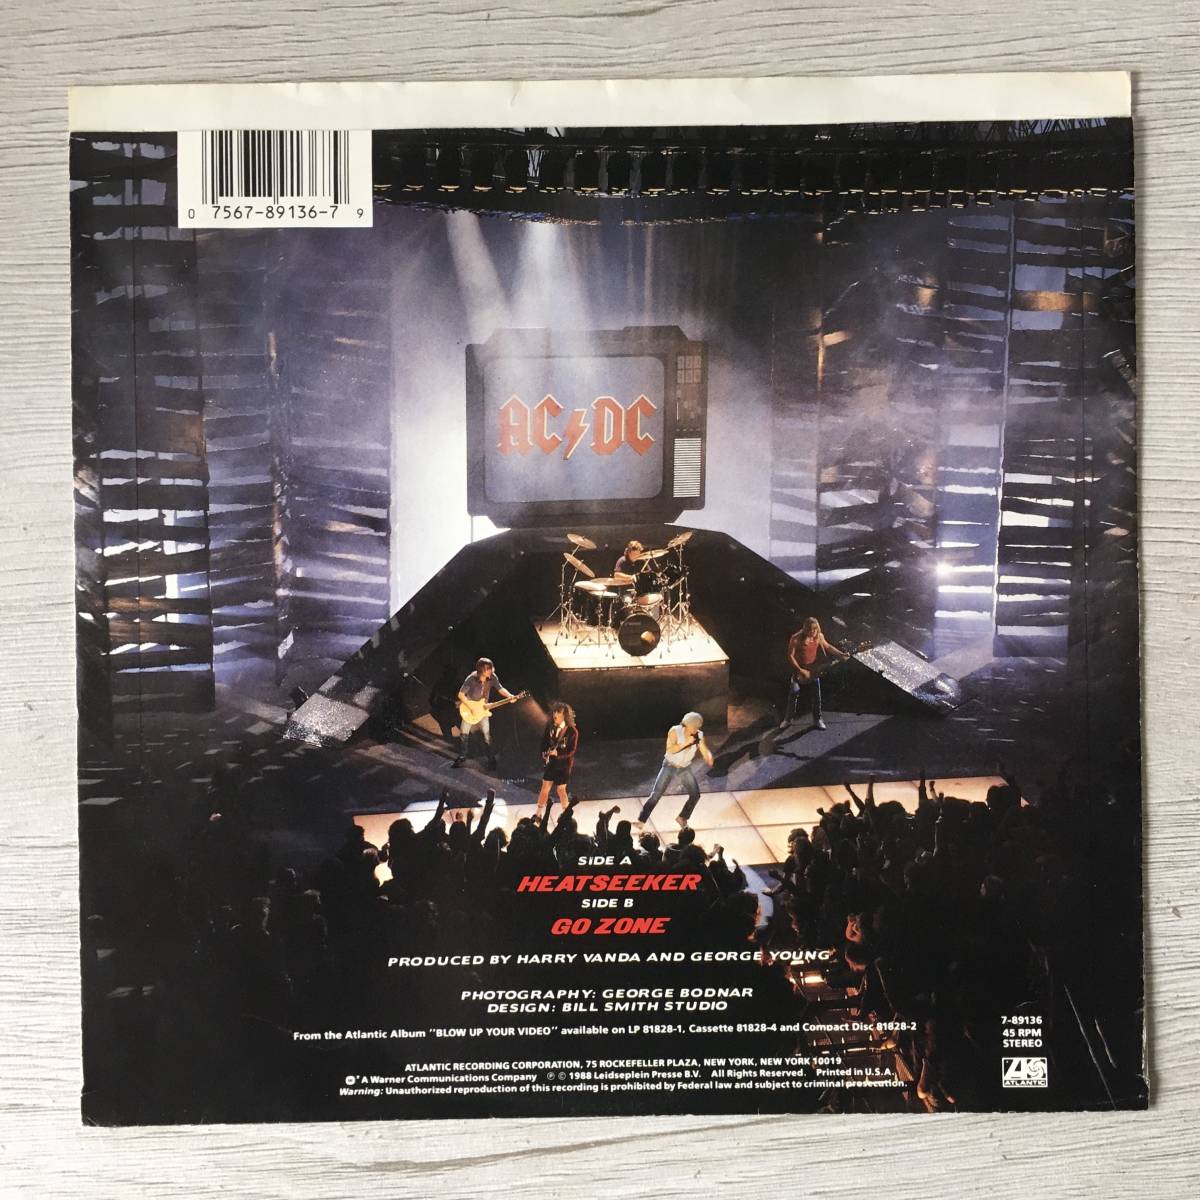 0 7567-89136-7 9
AC/DC
SIDE A
HEATSEEKER
SIDE B
GO ZONE
PRODUCED BY HARRY VANDA AND GEORGE YOUNG
PHOTOGRAPHY: GEORGE BODNAR
DESIGN: BILL SMITH STUDIO
From the Atlantic Album "BLOW UP YOUR VIDEO" available on LP 81828-1, Cassette 81828-4 and Compact Disc 81828-2
7-89136
45 RPM
STEREO
ATLANTIC RECORDING CORPORATION, 75 ROCKEFELLER PLAZA, NEW YORK, NEW YORK 10019
A Warner Communications Company ℗ © 1988 Leidseplein Presse B.V. All Rights Reserved. Printed in U.S.A.
Warning: Unauthorized reproduction of this recording is prohibited by Federal law and subject to criminal prosecution.
ATLANTIC